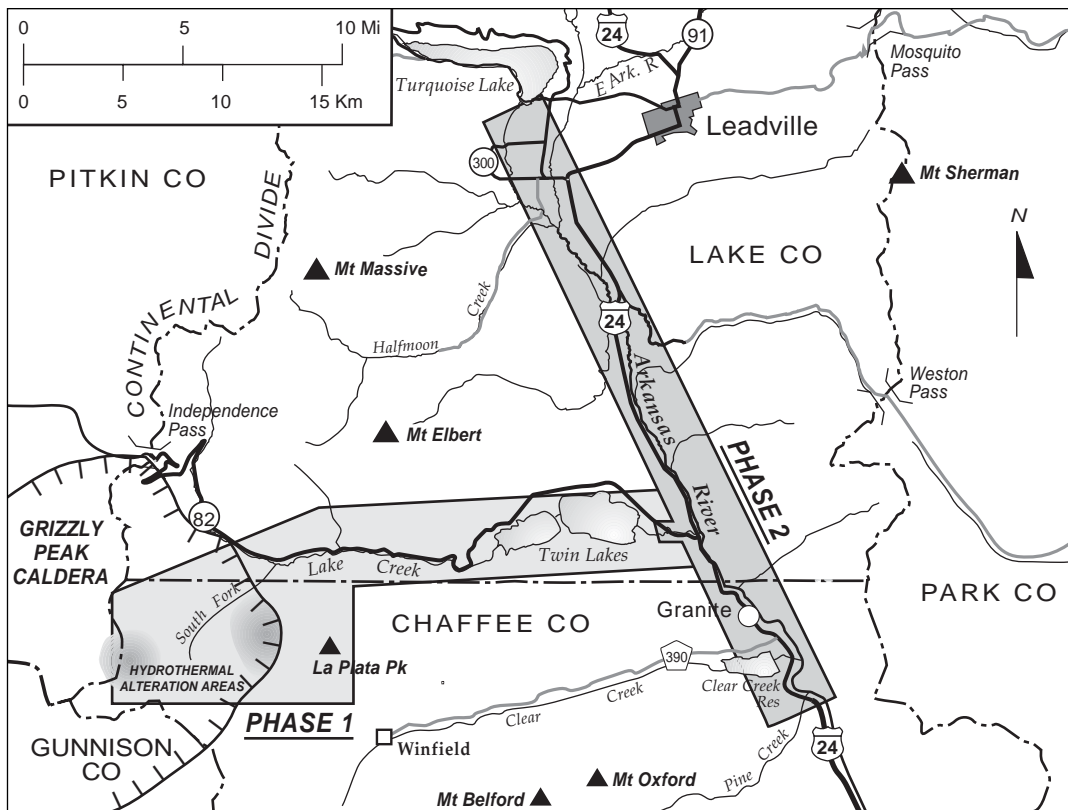 0 5 10 Mi
0 5 10 15 Km
24
91
Mosquito
Pass
Turquoise Lake
E Ark. R
Leadville
300
PITKIN CO
Mt Sherman
CONTINENTAL
DIVIDE
N
LAKE CO
Mt Massive
24
Halfmoon
Creek
Arkansas
River
Weston
Pass
Independence
Pass
Mt Elbert
PHASE 2
82
GRIZZLY
PEAK
CALDERA
Lake
Creek
Twin Lakes
South Fork
PARK CO
Granite
CHAFFEE CO
HYDROTHERMAL
ALTERATION AREAS
La Plata Pk
390
Clear Creek
Res
Clear
Creek
PHASE 1
GUNNISON
CO
Winfield
24
Mt Oxford
Pine Creek
Mt Belford